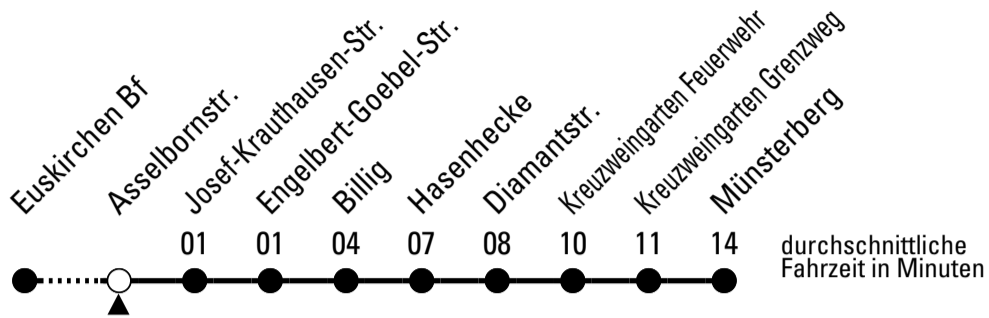 Euskirchen Bf
Asselbornstr.
Josef-Krauthausen-Str.
Engelbert-Goebel-Str.
Billig
Hasenhecke
Diamantstr.
Kreuzweingarten Feuerwehr
Kreuzweingarten Grenzweg
Münsterberg
01 01 04 07 08 10 11 14
durchschnittliche
Fahrzeit in Minuten